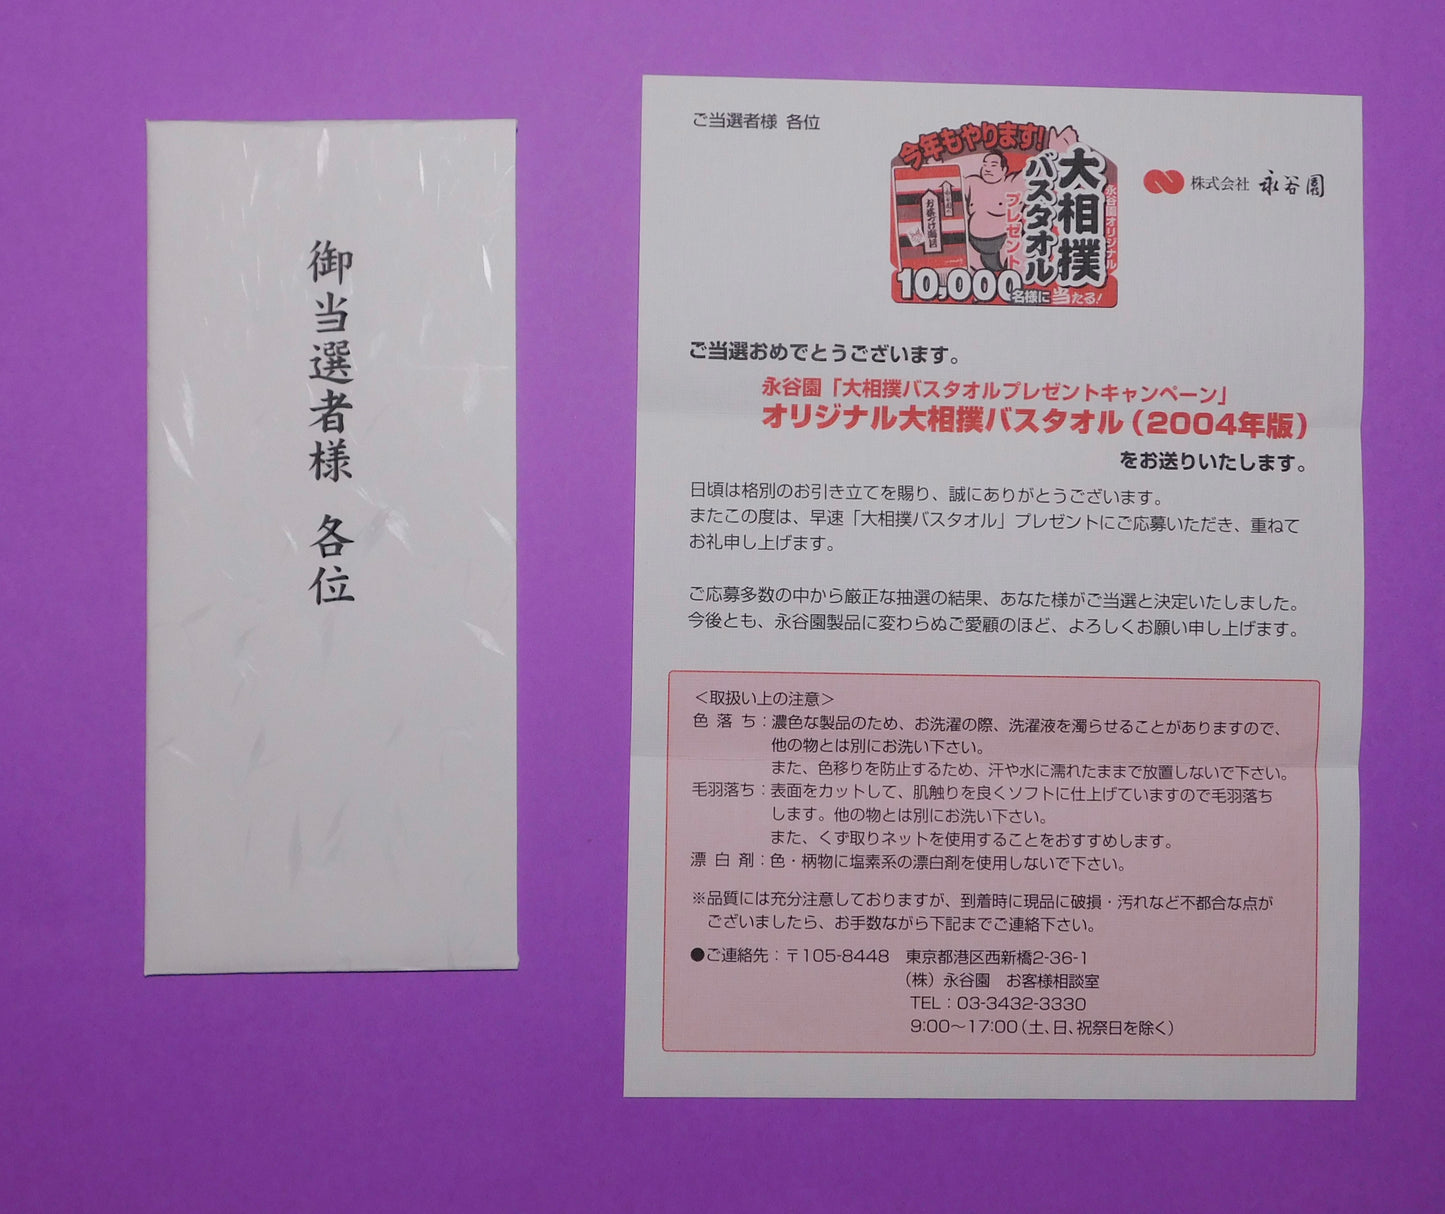 御当選者様 各位
ご当選者様 各位
今年もやります!
永谷園オリジナル
大相撲
バスタオル
プレゼント
10,000名様に当たる!
株式会社 永谷園
ご当選おめでとうございます。
永谷園「大相撲バスタオルプレゼントキャンペーン」
オリジナル大相撲バスタオル(2004年版)
をお送りいたします。
日頃は格別のお引き立てを賜り、誠にありがとうございます。
またこの度は、早速「大相撲バスタオル」プレゼントにご応募いただき、重ねて
お礼申し上げます。
ご応募多数の中から厳正な抽選の結果、あなた様がご当選と決定いたしました。
今後とも、永谷園製品に変わらぬご愛顧のほど、よろしくお願い申し上げます。
<取扱い上の注意>
色落ち:濃色な製品のため、お洗濯の際、洗濯液を濁らせることがありますので、
他の物とは別にお洗い下さい。
また、色移りを防止するため、汗や水に濡れたままで放置しないで下さい。
毛羽落ち:表面をカットして、肌触りを良くソフトに仕上げていますので毛羽落ち
します。他の物とは別にお洗い下さい。
また、くず取りネットを使用することをおすすめします。
漂白剤:色・柄物に塩素系の漂白剤を使用しないで下さい。
※品質には充分注意しておりますが、到着時に現品に破損・汚れなど不都合な点が
ございましたら、お手数ながら下記までご連絡下さい。
●ご連絡先:〒105-8448 東京都港区西新橋2-36-1
(株)永谷園 お客様相談室
TEL:03-3432-3330
9:00〜17:00(土、日、祝祭日を除く)